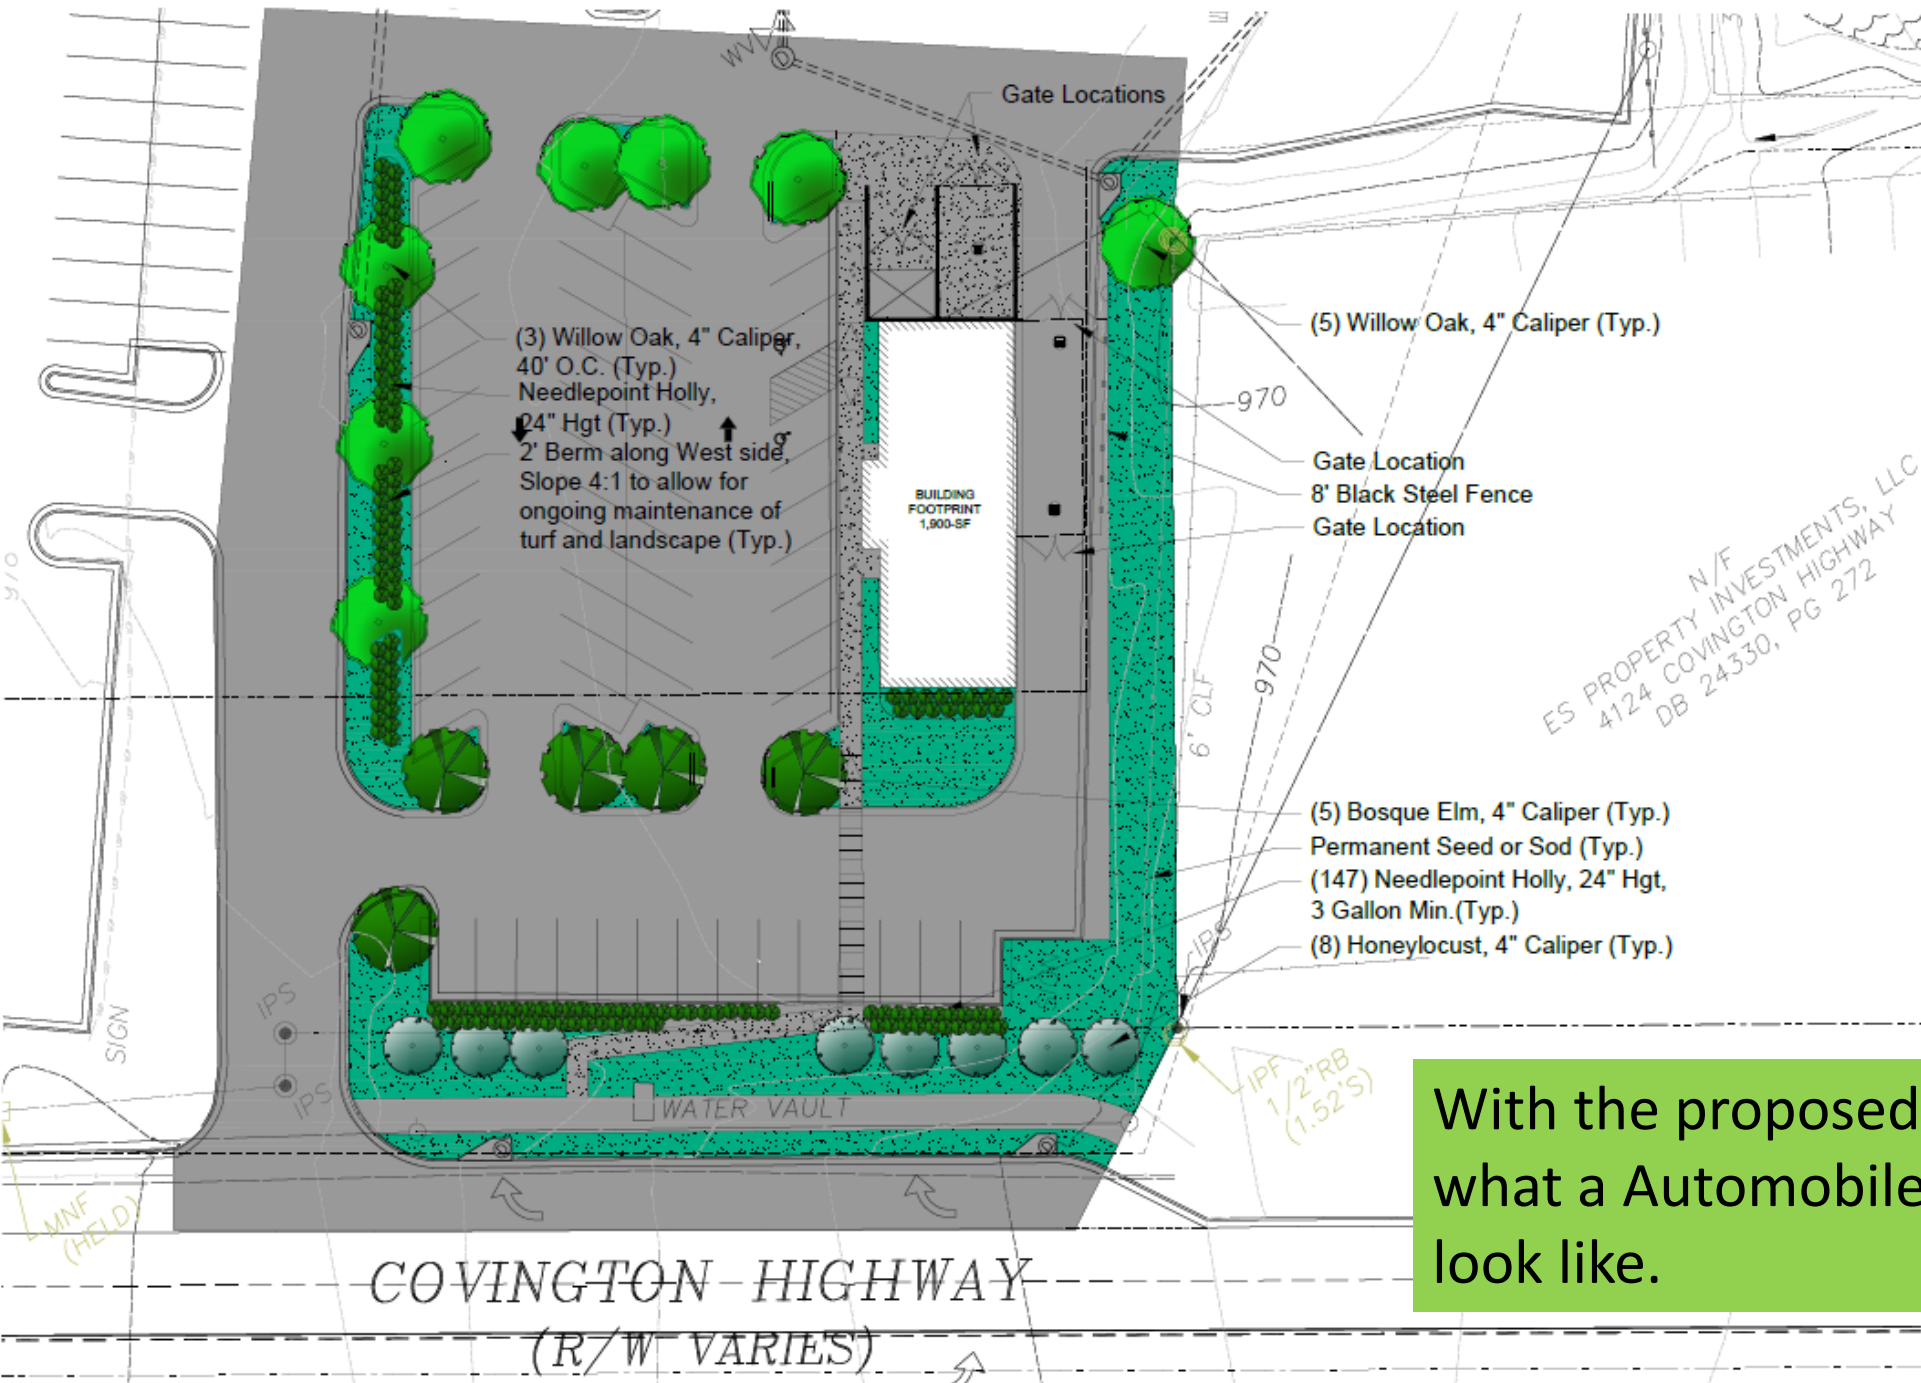 WV
Gate Locations
(3) Willow Oak, 4" Caliper,
40' O.C. (Typ.)
Needlepoint Holly,
24" Hgt (Typ.)
2' Berm along West side,
Slope 4:1 to allow for
ongoing maintenance of
turf and landscape (Typ.)
BUILDING
FOOTPRINT
1,900-SF
(5) Willow Oak, 4" Caliper (Typ.)
970
Gate Location
8' Black Steel Fence
Gate Location
N/F
ES PROPERTY INVESTMENTS, LLC
4124 COVINGTON HIGHWAY
DB 24330, PG 272
970
6' CLF
(5) Bosque Elm, 4" Caliper (Typ.)
Permanent Seed or Sod (Typ.)
(147) Needlepoint Holly, 24" Hgt,
3 Gallon Min.(Typ.)
(8) Honeylocust, 4" Caliper (Typ.)
IPS
IPS
SIGN
IPS
IPF
1/2"RB
(1.52'S)
WATER VAULT
MNF
(HELD)
With the proposed
what a Automobile
look like.
COVINGTON HIGHWAY
(R/W VARIES)